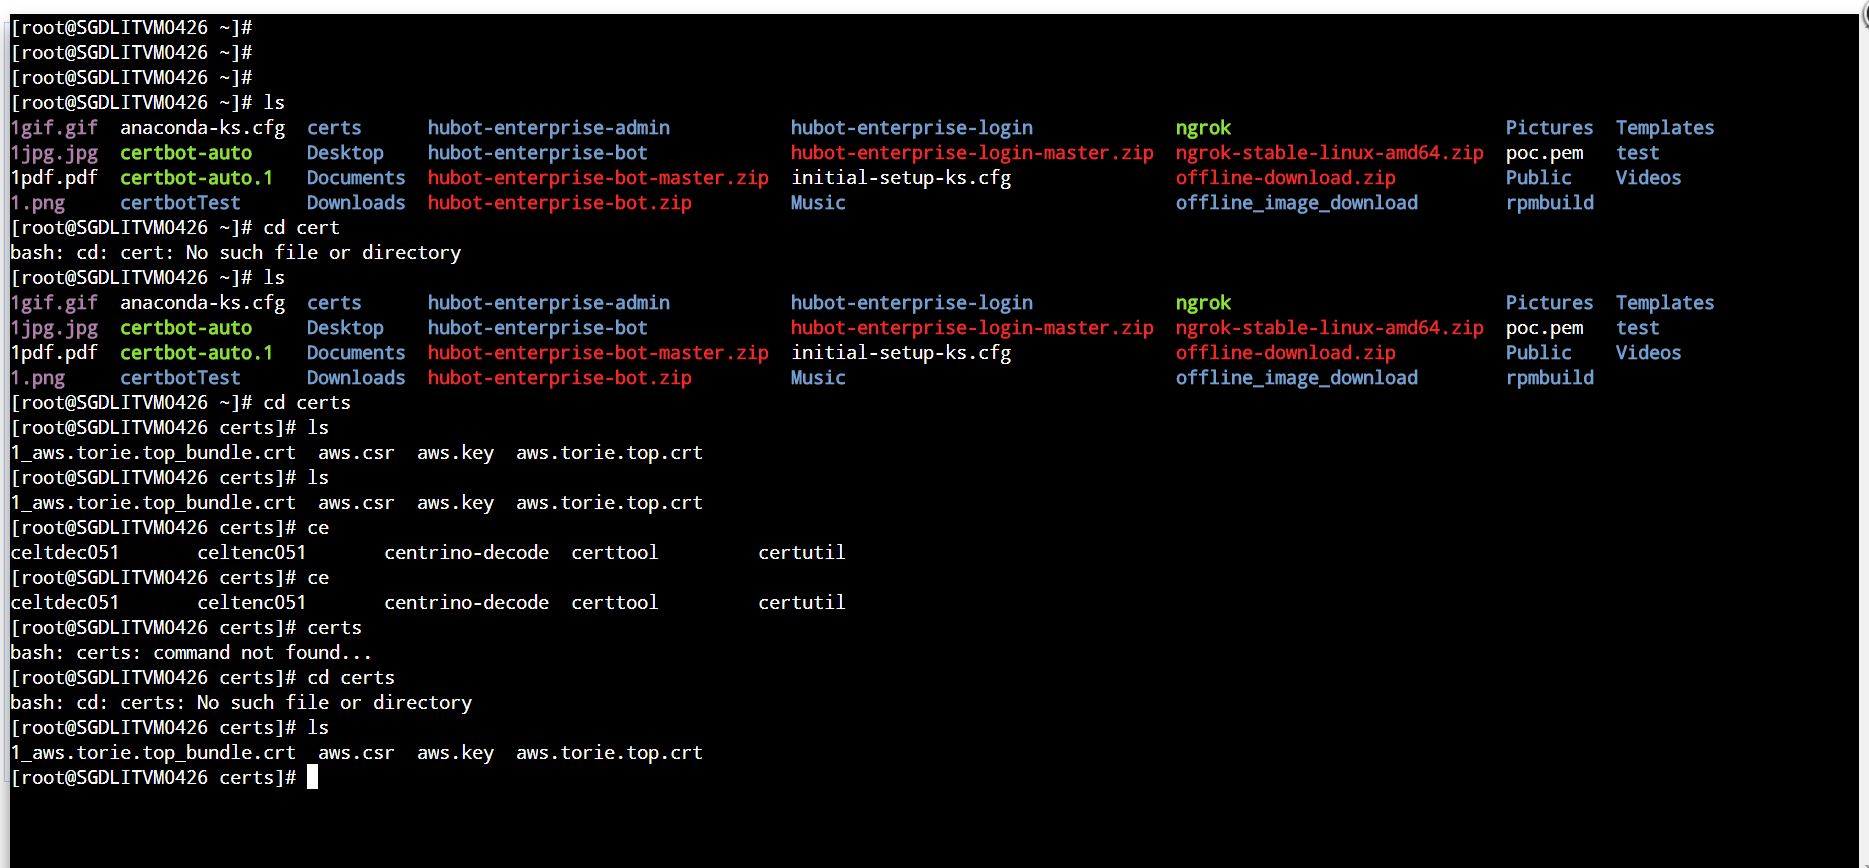 [root@SGDLITVM0426 ~]#
[root@SGDLITVM0426 ~]#
[root@SGDLITVM0426 ~]#
[root@SGDLITVM0426 ~]# ls
1gif.gif  anaconda-ks.cfg  certs      hubot-enterprise-admin           hubot-enterprise-login             ngrok                         Pictures  Templates
1jpg.jpg  certbot-auto     Desktop    hubot-enterprise-bot             hubot-enterprise-login-master.zip  ngrok-stable-linux-amd64.zip  poc.pem   test
1pdf.pdf  certbot-auto.1   Documents  hubot-enterprise-bot-master.zip  initial-setup-ks.cfg               offline-download.zip          Public    Videos
1.png     certbotTest      Downloads  hubot-enterprise-bot.zip         Music                              offline_image_download        rpmbuild
[root@SGDLITVM0426 ~]# cd cert
bash: cd: cert: No such file or directory
[root@SGDLITVM0426 ~]# ls
1gif.gif  anaconda-ks.cfg  certs      hubot-enterprise-admin           hubot-enterprise-login             ngrok                         Pictures  Templates
1jpg.jpg  certbot-auto     Desktop    hubot-enterprise-bot             hubot-enterprise-login-master.zip  ngrok-stable-linux-amd64.zip  poc.pem   test
1pdf.pdf  certbot-auto.1   Documents  hubot-enterprise-bot-master.zip  initial-setup-ks.cfg               offline-download.zip          Public    Videos
1.png     certbotTest      Downloads  hubot-enterprise-bot.zip         Music                              offline_image_download        rpmbuild
[root@SGDLITVM0426 ~]# cd certs
[root@SGDLITVM0426 certs]# ls
1_aws.torie.top_bundle.crt  aws.csr  aws.key  aws.torie.top.crt
[root@SGDLITVM0426 certs]# ls
1_aws.torie.top_bundle.crt  aws.csr  aws.key  aws.torie.top.crt
[root@SGDLITVM0426 certs]# ce
celtdec051       celtenc051       centrino-decode  certtool         certutil
[root@SGDLITVM0426 certs]# ce
celtdec051       celtenc051       centrino-decode  certtool         certutil
[root@SGDLITVM0426 certs]# certs
bash: certs: command not found...
[root@SGDLITVM0426 certs]# cd certs
bash: cd: certs: No such file or directory
[root@SGDLITVM0426 certs]# ls
1_aws.torie.top_bundle.crt  aws.csr  aws.key  aws.torie.top.crt
[root@SGDLITVM0426 certs]#